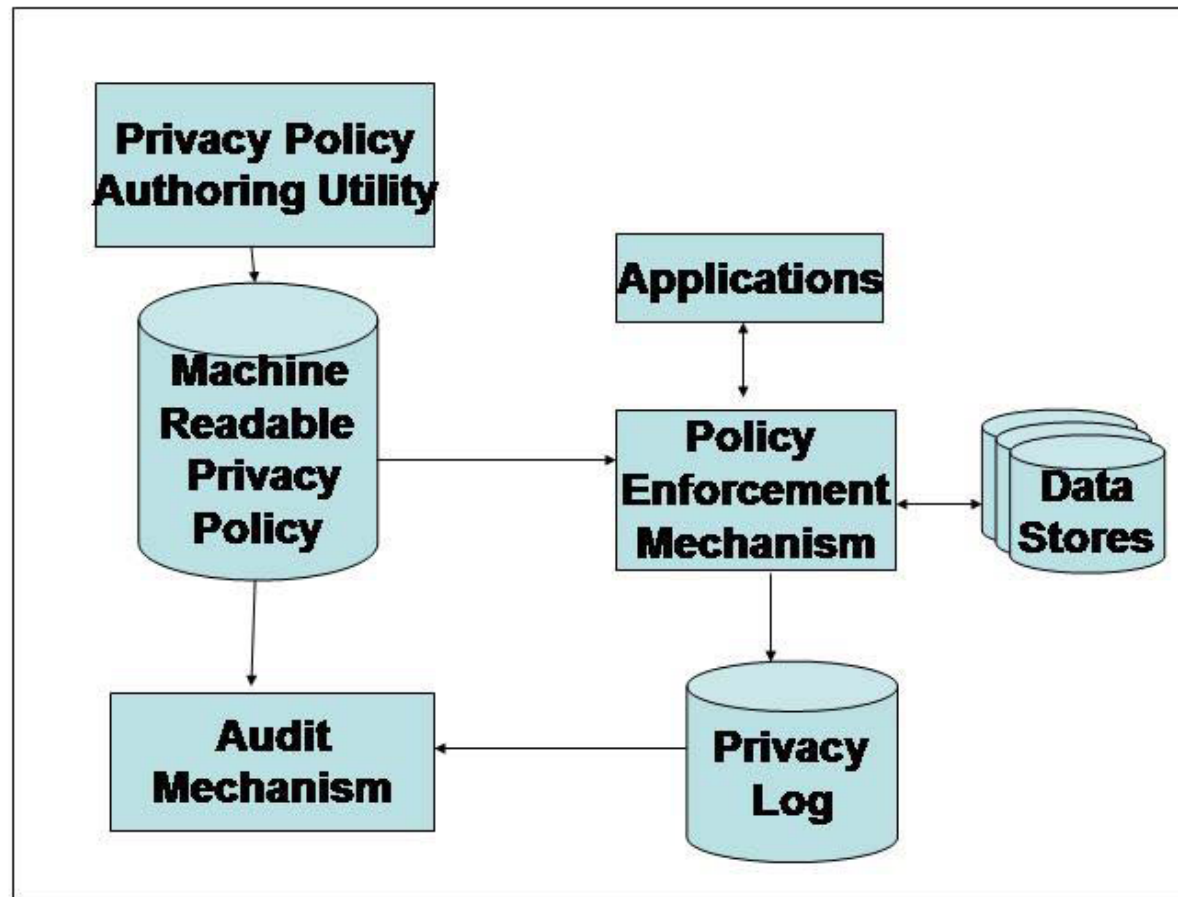 Privacy Policy
Authoring Utility
Applications
Machine
Readable
Privacy
Policy
Policy
Enforcement
Mechanism
Data
Stores
Audit
Mechanism
Privacy
Log